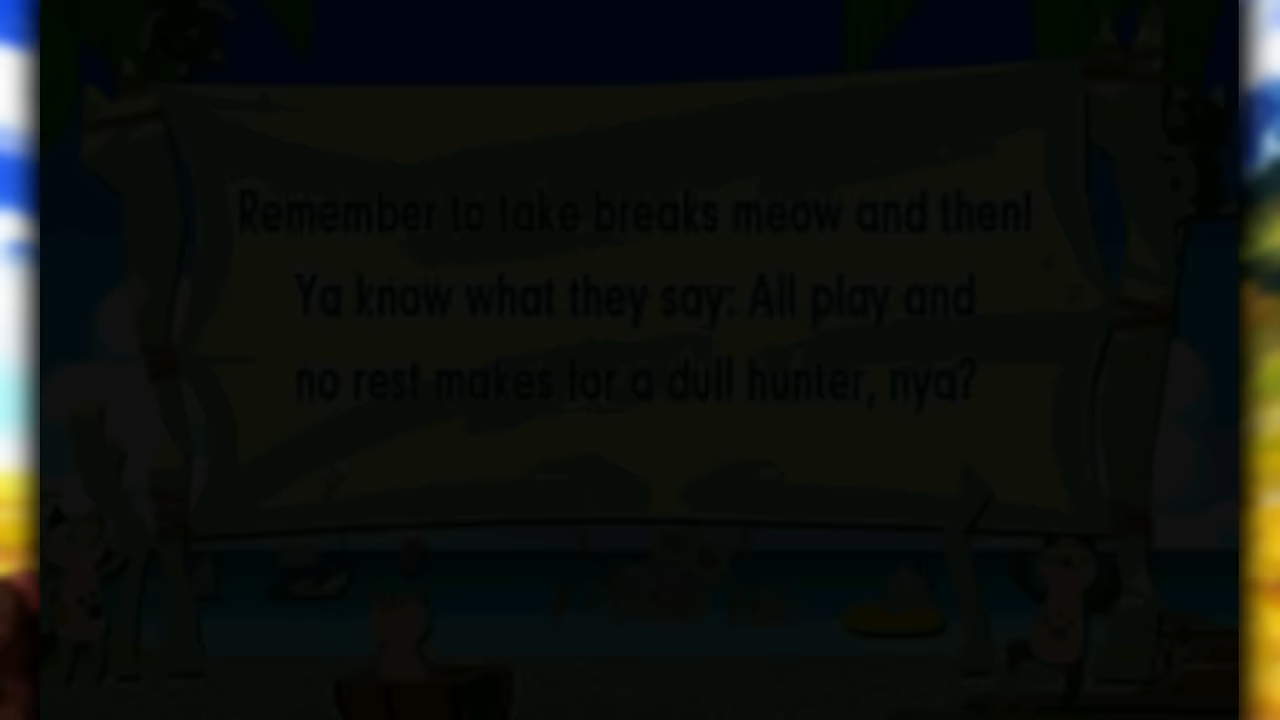 Remember to take breaks meow and then!
Ya know what they say: All play and
no rest makes for a dull hunter, nya?